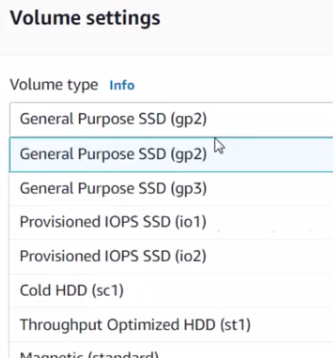 Volume settings
Volume type Info
General Purpose SSD (gp2)
General Purpose SSD (gp2)
General Purpose SSD (gp3)
Provisioned IOPS SSD (io1)
Provisioned IOPS SSD (io2)
Cold HDD (sc1)
Throughput Optimized HDD (st1)
Magnetic (standard)